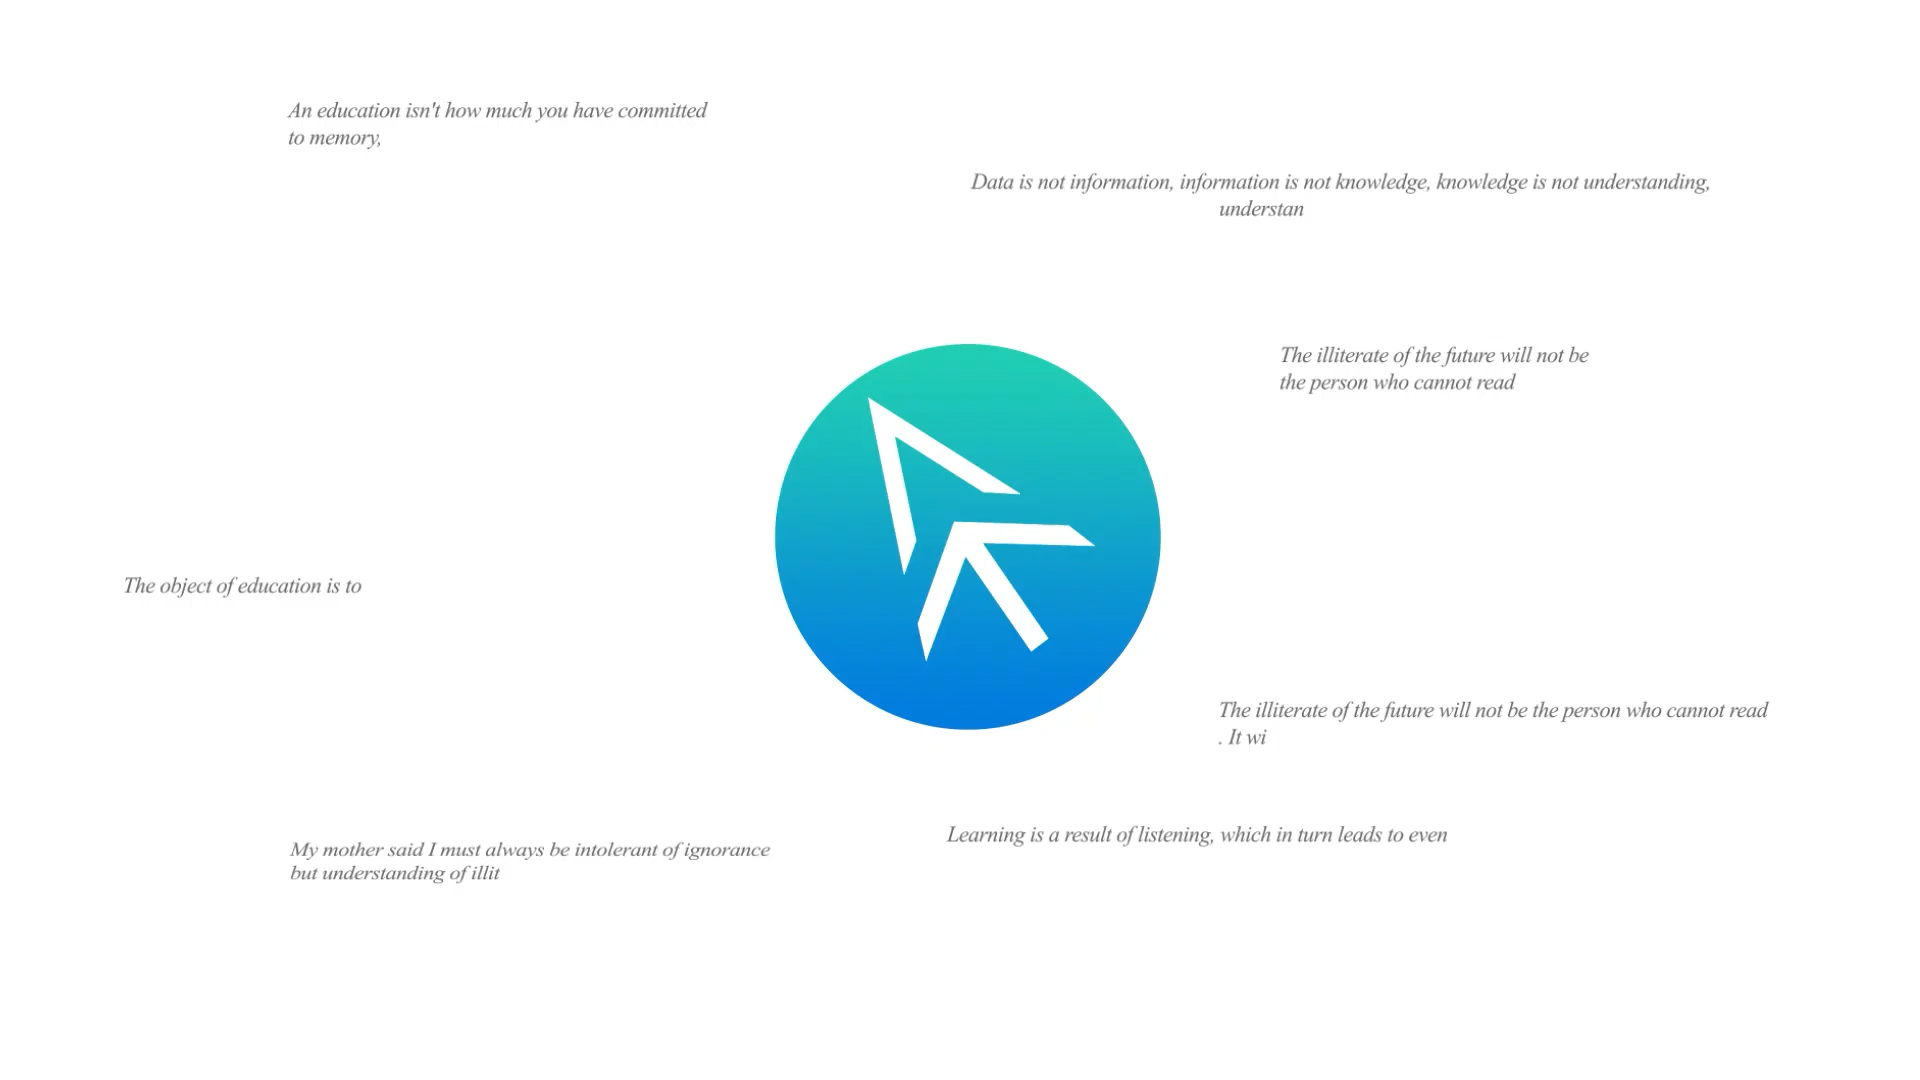 An education isn't how much you have committed
to memory,
Data is not information, information is not knowledge, knowledge is not understanding,
understan
The illiterate of the future will not be
the person who cannot read
The object of education is to
The illiterate of the future will not be the person who cannot read
. It wi
Learning is a result of listening, which in turn leads to even
My mother said I must always be intolerant of ignorance
but understanding of illit